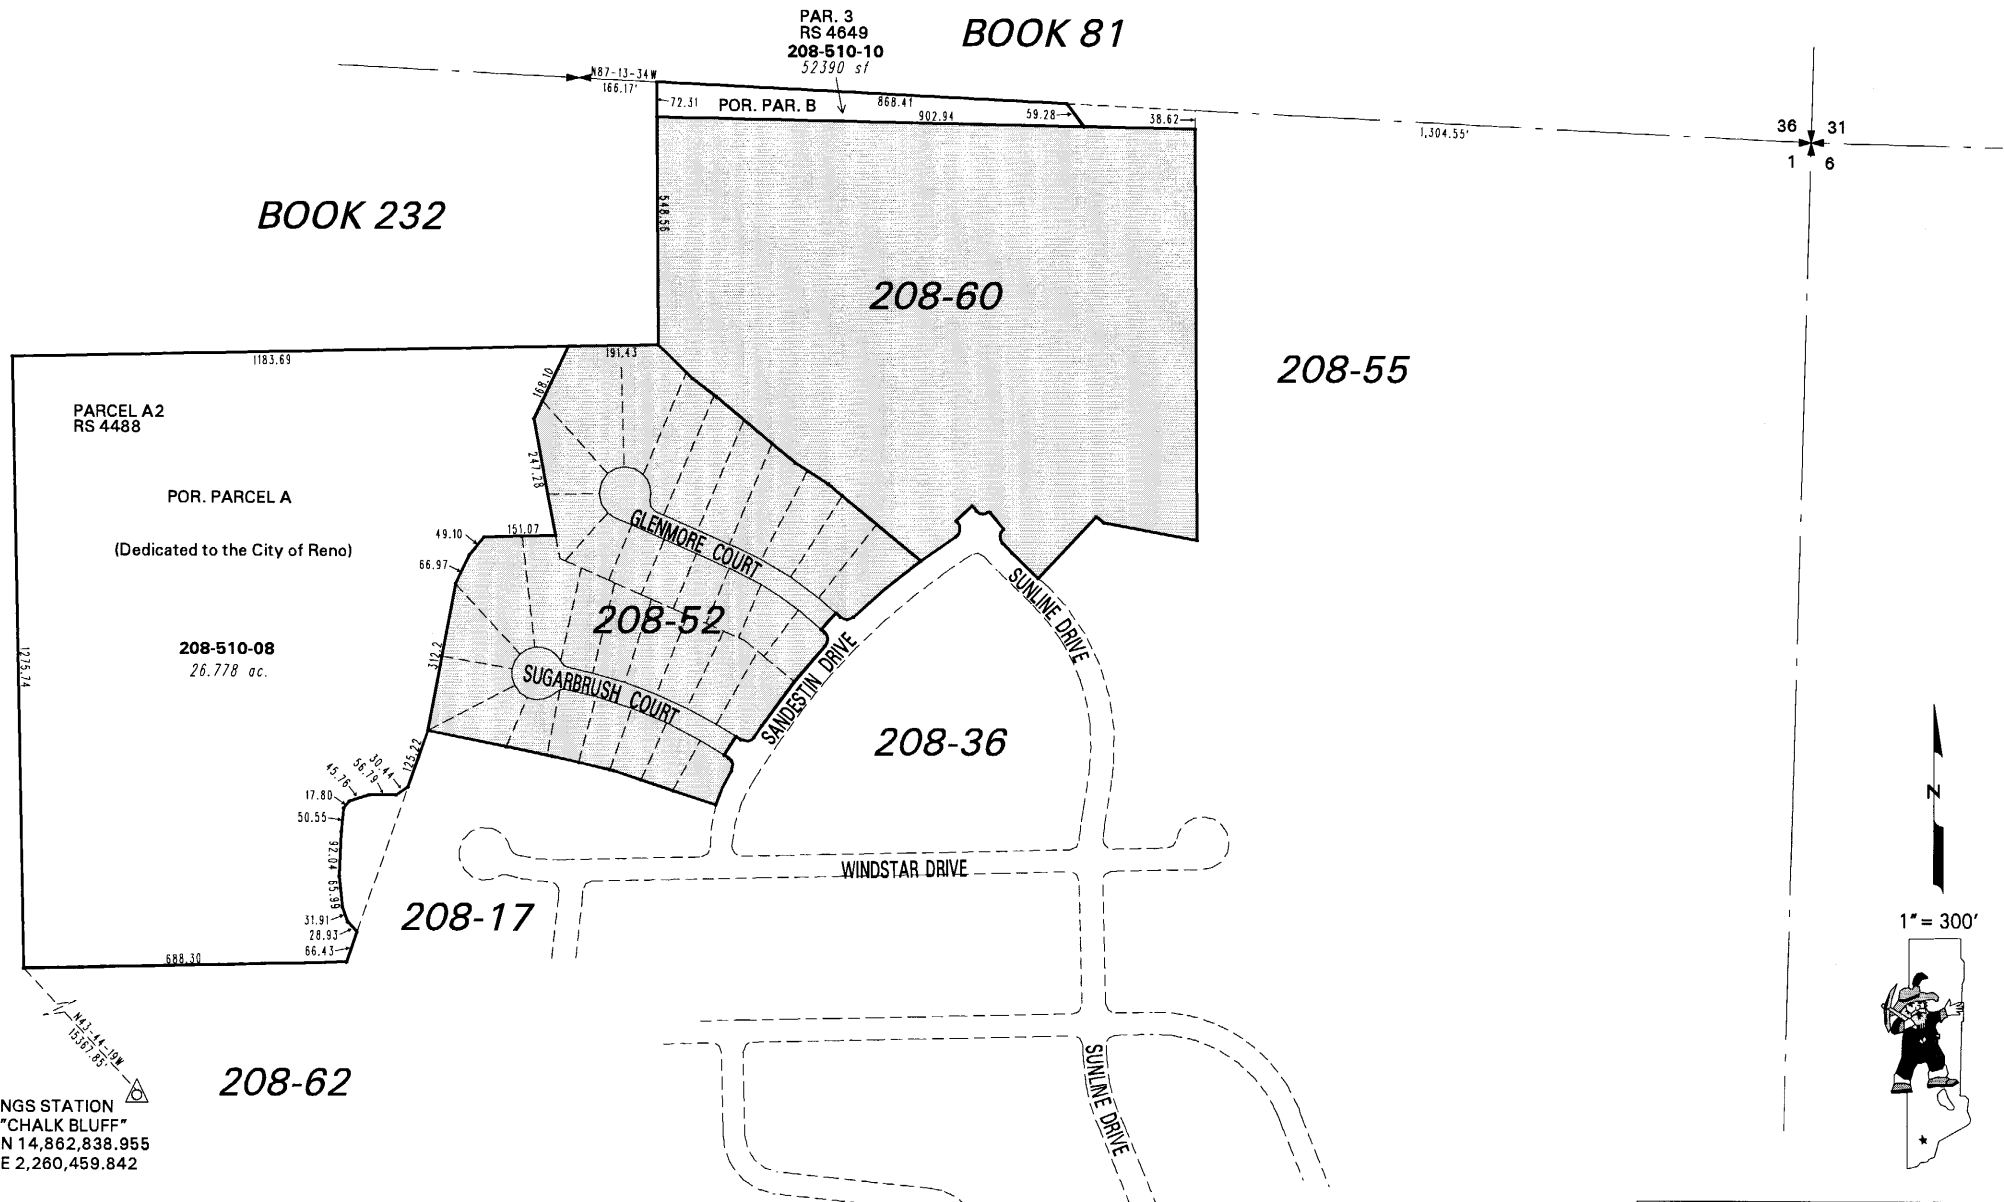 PAR. 3
RS 4649
208-510-10
52390 sf
BOOK 81
N87-13-34W
166.17'
72.31
POR. PAR. B
868.41
902.94
59.28
38.62
1,304.55'
36 31
1 6
BOOK 232
548.56
208-60
208-55
1183.69
191.43
168.10
PARCEL A2
RS 4488
247.28
POR. PARCEL A
(Dedicated to the City of Reno)
49.10
151.07
66.97
GLENMORE COURT
SUNLINE DRIVE
208-52
208-510-08
26.778 ac.
1275.74
312.2
SUGARBRUSH COURT
SANDESTIN DRIVE
208-36
125.22
30.44
56.79
45.76
17.80
50.55
92.04
65.99
31.91
28.93
66.43
WINDSTAR DRIVE
208-17
688.30
N
1" = 300'
N43-44-19W
15367.85'
208-62
SUNLINE DRIVE
NGS STATION
"CHALK BLUFF"
N 14,862,838.955
E 2,260,459.842